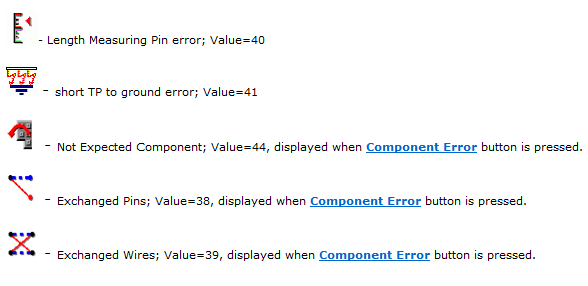 - Length Measuring Pin error; Value=40
- short TP to ground error; Value=41
- Not Expected Component; Value=44, displayed when Component Error button is pressed.
- Exchanged Pins; Value=38, displayed when Component Error button is pressed.
- Exchanged Wires; Value=39, displayed when Component Error button is pressed.